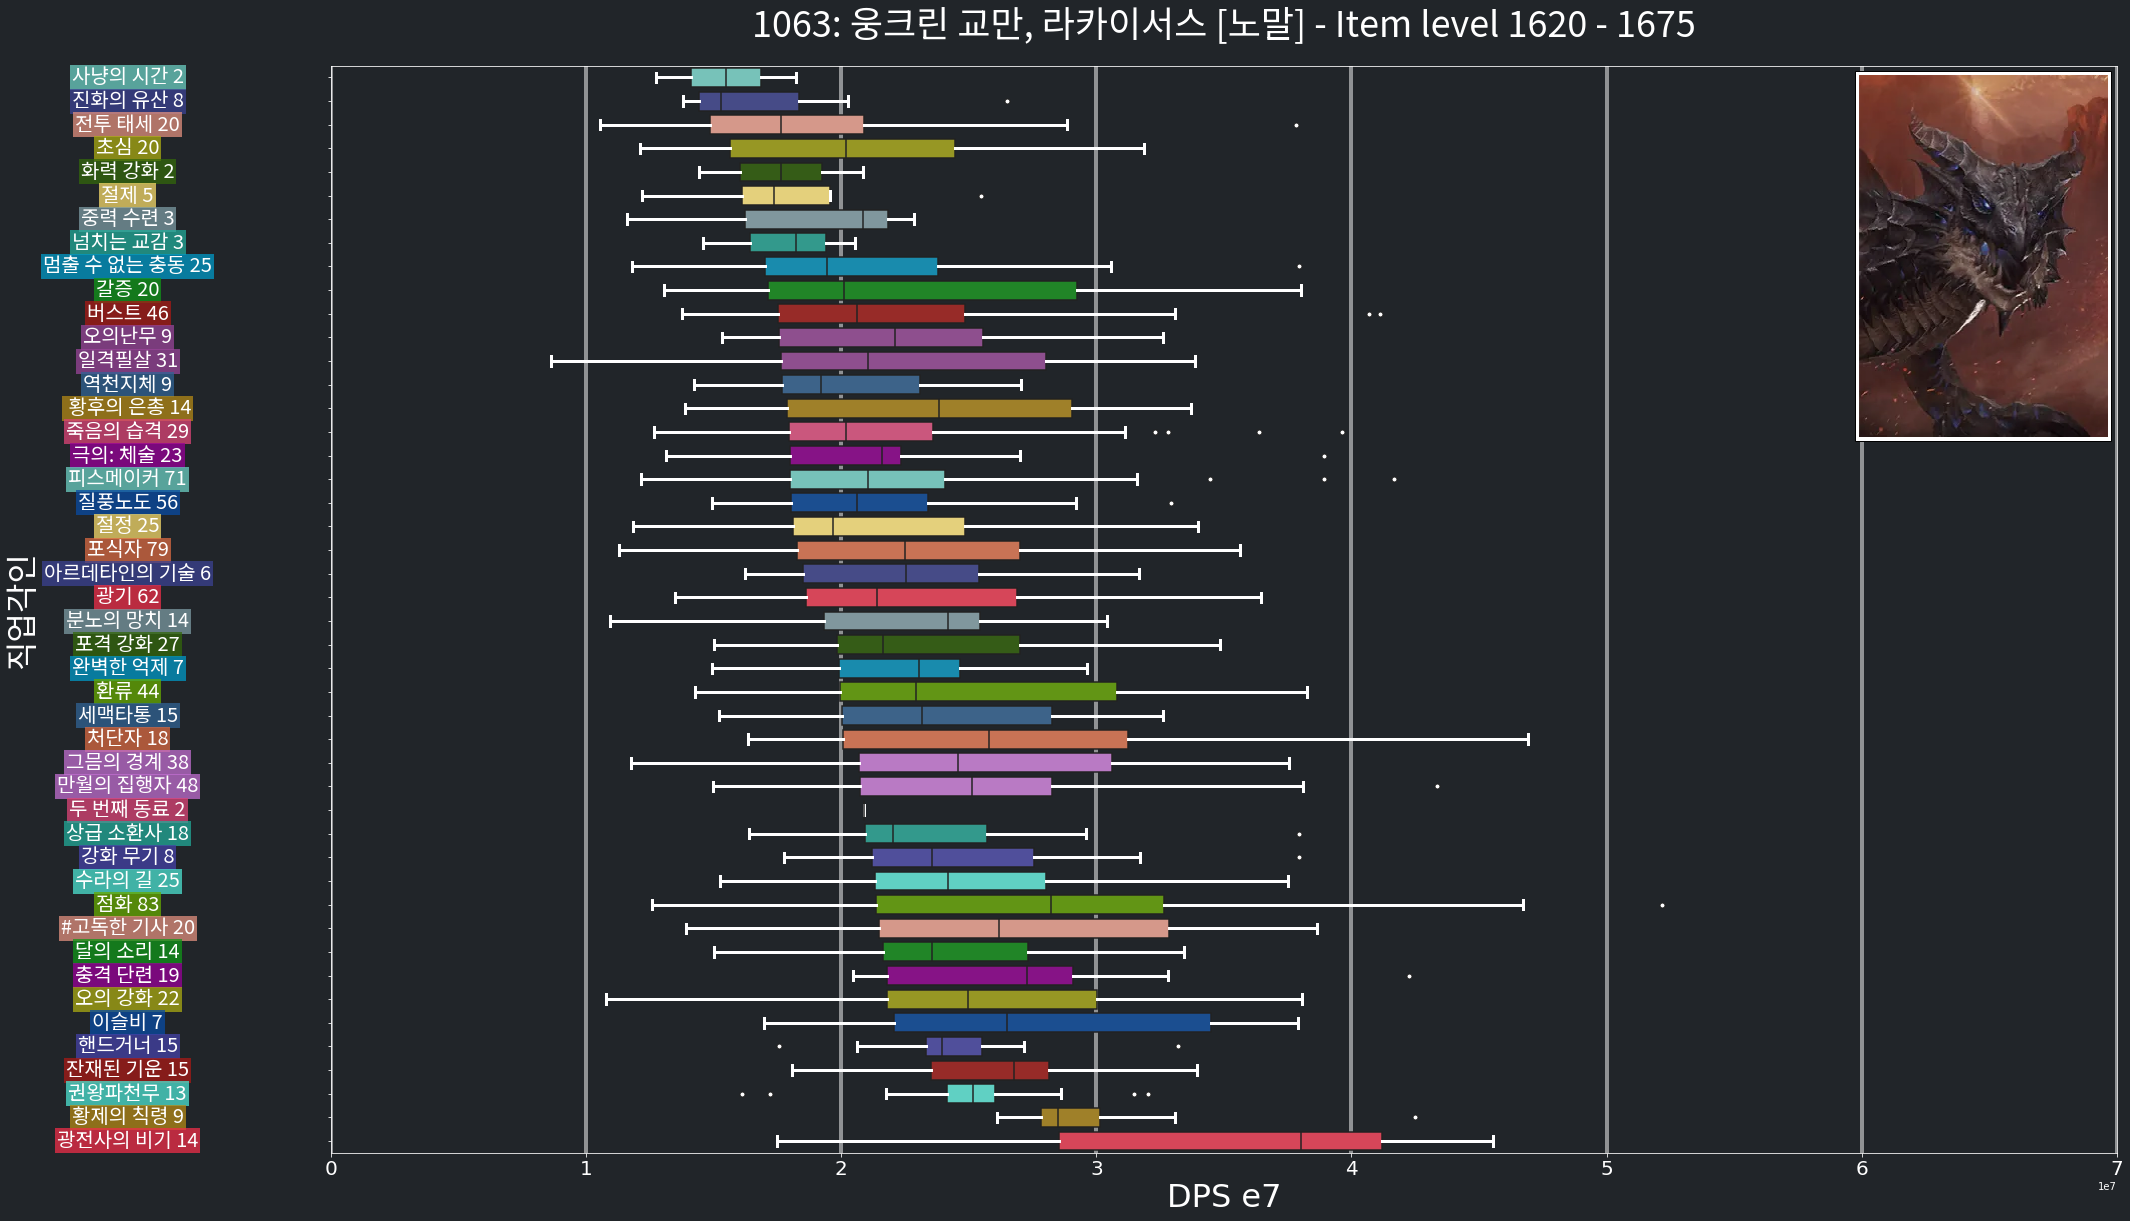 1063: 웅크린 교만, 라카이서스 [노말] - Item level 1620 - 1675
사냥의 시간 2
진화의 유산 8
전투 태세 20
초심 20
화력 강화 2
절제 5
중력 수련 3
넘치는 교감 3
멈출 수 없는 충동 25
갈증 20
버스트 46
오의난무 9
일격필살 31
역천지체 9
황후의 은총 14
죽음의 습격 29
극의: 체술 23
피스메이커 71
질풍노도 56
절정 25
포식자 79
아르데타인의 기술 6
광기 62
분노의 망치 14
포격 강화 27
완벽한 억제 7
환류 44
세맥타통 15
처단자 18
그믐의 경계 38
만월의 집행자 48
두 번째 동료 2
상급 소환사 18
강화 무기 8
수라의 길 25
점화 83
#고독한 기사 20
달의 소리 14
충격 단련 19
오의 강화 22
이슬비 7
핸드거너 15
잔재된 기운 15
권왕파천무 13
황제의 칙령 9
광전사의 비기 14
직업각인
0 1 2 3 4 5 6 7
1e7
DPS e7